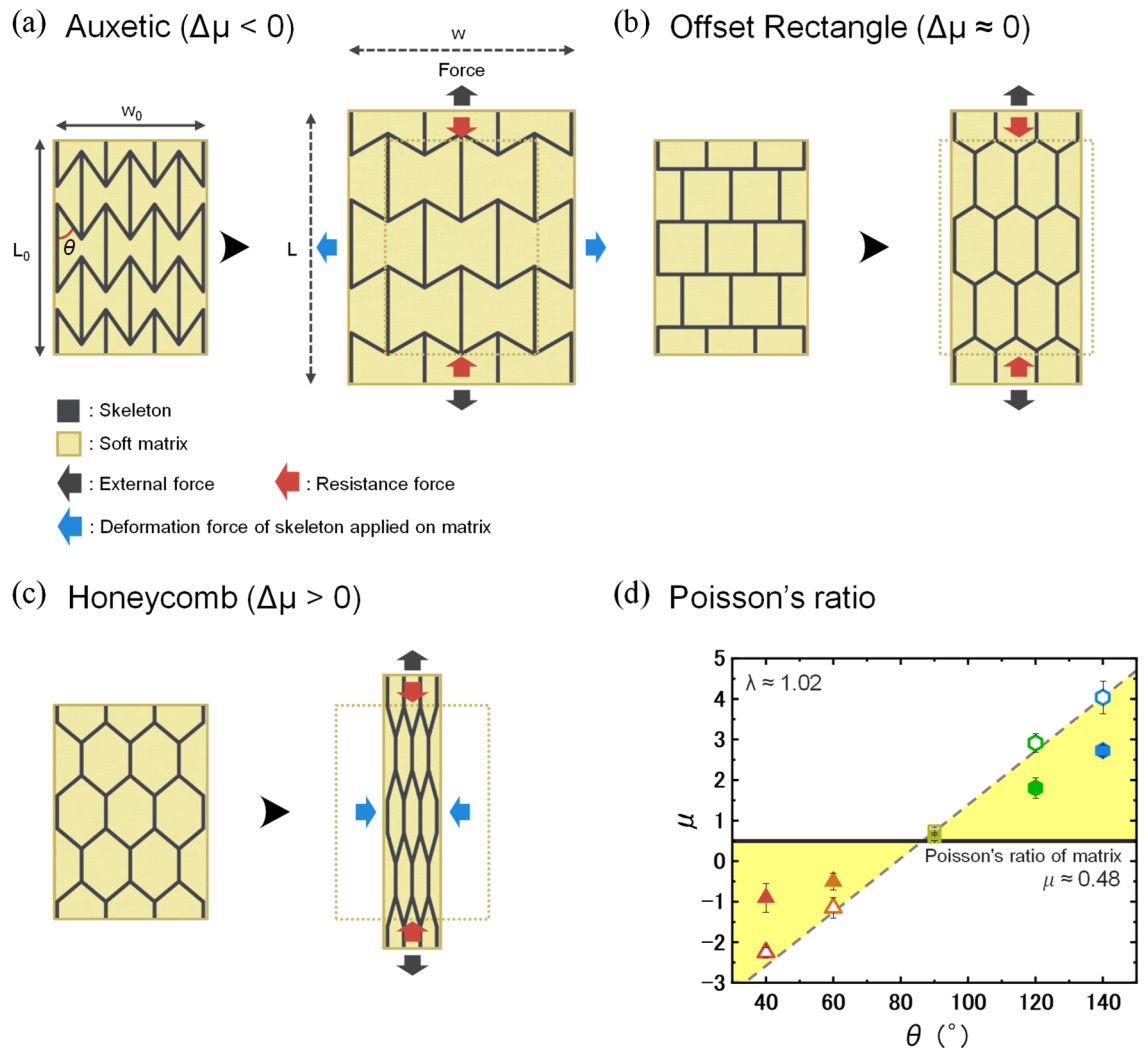 (a) Auxetic (Δμ < 0)
w
Force
w₀
L₀
θ
L
(b) Offset Rectangle (Δμ ≈ 0)
: Skeleton
: Soft matrix
: External force
: Resistance force
: Deformation force of skeleton applied on matrix
(c) Honeycomb (Δμ > 0)
(d) Poisson's ratio
λ ≈ 1.02
5
4
3
2
1
0
−1
−2
−3
μ
Poisson's ratio of matrix
μ ≈ 0.48
40 60 80 100 120 140
θ (°)